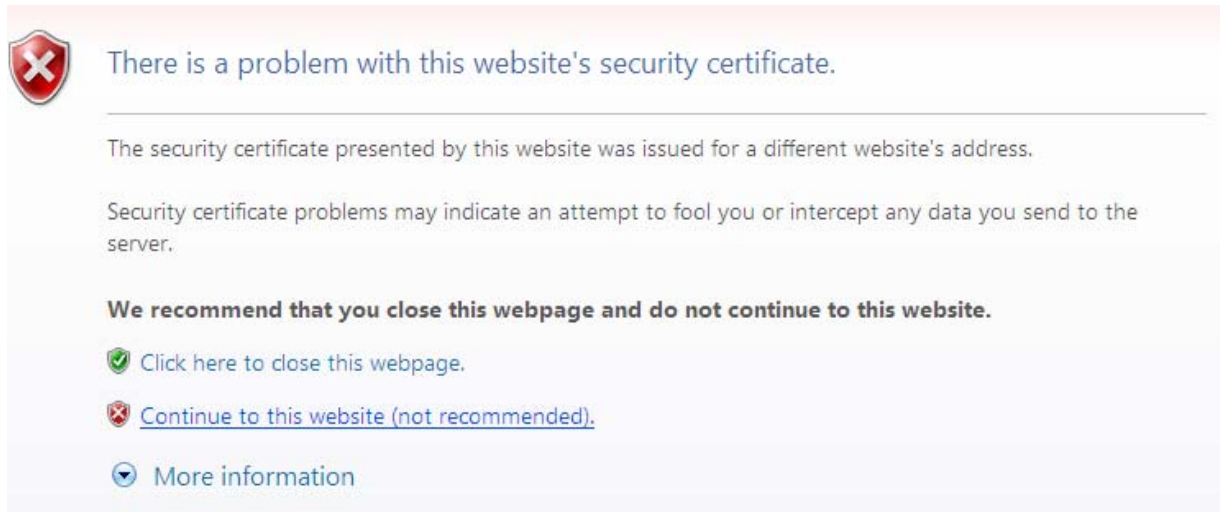 There is a problem with this website's security certificate.
The security certificate presented by this website was issued for a different website's address.
Security certificate problems may indicate an attempt to fool you or intercept any data you send to the
server.
We recommend that you close this webpage and do not continue to this website.
Click here to close this webpage.
Continue to this website (not recommended).
More information